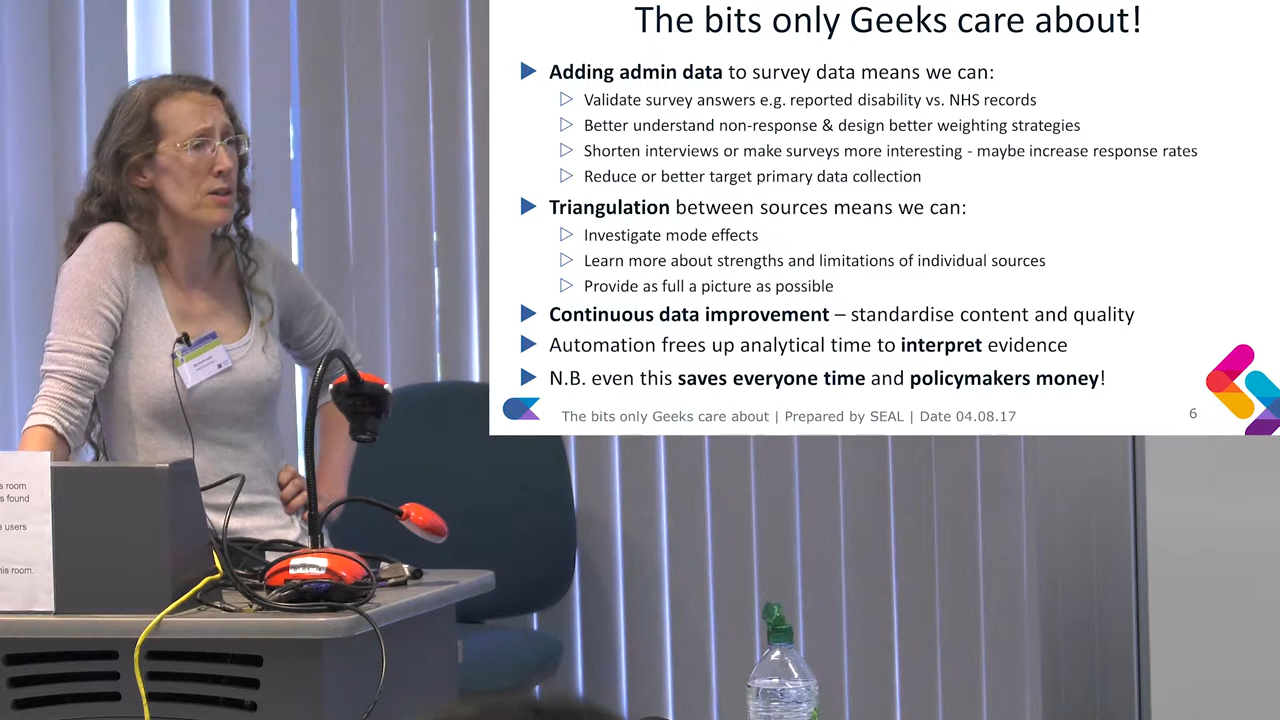 The bits only Geeks care about!
Adding admin data to survey data means we can:
Validate survey answers e.g. reported disability vs. NHS records
Better understand non-response & design better weighting strategies
Shorten interviews or make surveys more interesting - maybe increase response rates
Reduce or better target primary data collection
Triangulation between sources means we can:
Investigate mode effects
Learn more about strengths and limitations of individual sources
Provide as full a picture as possible
Continuous data improvement – standardise content and quality
Automation frees up analytical time to interpret evidence
N.B. even this saves everyone time and policymakers money!
The bits only Geeks care about | Prepared by SEAL | Date 04.08.17
6
s room
s found
e users
his room.